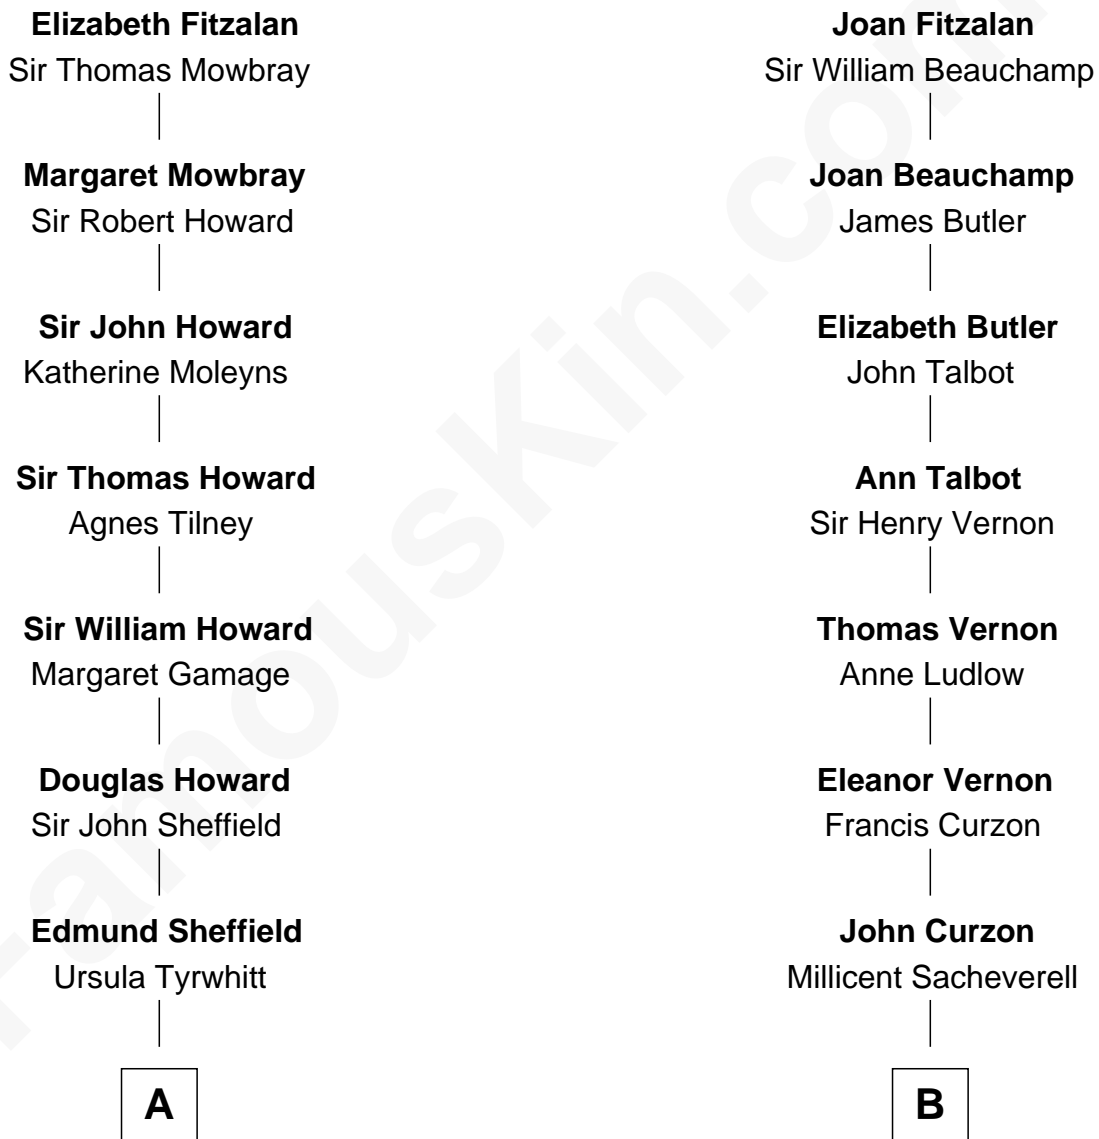 Elizabeth Fitzalan
Sir Thomas Mowbray
Margaret Mowbray
Sir Robert Howard
Sir John Howard
Katherine Moleyns
Sir Thomas Howard
Agnes Tilney
Sir William Howard
Margaret Gamage
Douglas Howard
Sir John Sheffield
Edmund Sheffield
Ursula Tyrwhitt
A
Joan Fitzalan
Sir William Beauchamp
Joan Beauchamp
James Butler
Elizabeth Butler
John Talbot
Ann Talbot
Sir Henry Vernon
Thomas Vernon
Anne Ludlow
Eleanor Vernon
Francis Curzon
John Curzon
Millicent Sacheverell
B
FamousKin.com